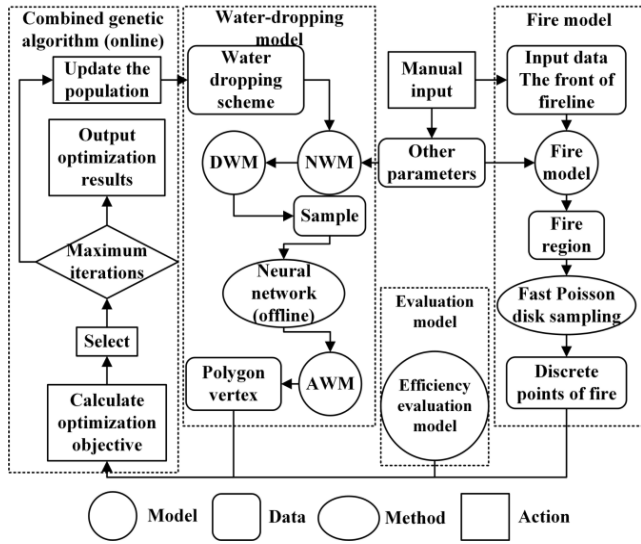 Combined genetic
algorithm (online)
Update the
population
Output
optimization
results
Maximum
iterations
Select
Calculate
optimization
objective
Water-dropping
model
Water
dropping
scheme
DWM
NWM
Sample
Neural
network
(offline)
Polygon
vertex
AWM
Manual
input
Other
parameters
Evaluation
model
Efficiency
evaluation
model
Fire model
Input data
The front of
fireline
Fire
model
Fire
region
Fast Poisson
disk sampling
Discrete
points of fire
Model
Data
Method
Action